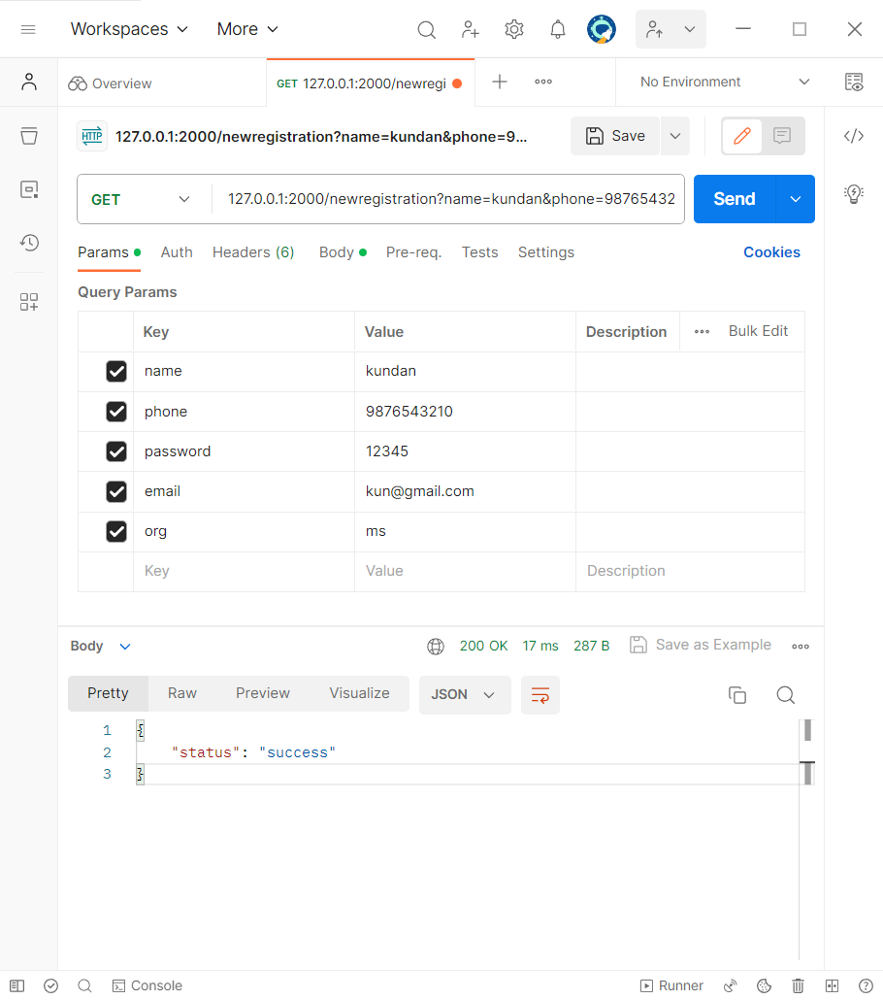 Workspaces More
Overview GET 127.0.0.1:2000/newregi No Environment
HTTP 127.0.0.1:2000/newregistration?name=kundan&phone=9... Save
GET 127.0.0.1:2000/newregistration?name=kundan&phone=98765432 Send
Params Auth Headers (6) Body Pre-req. Tests Settings Cookies
Query Params
Key Value Description Bulk Edit
name kundan
phone 9876543210
password 12345
email kun@gmail.com
org ms
Key Value Description
Body 200 OK 17 ms 287 B Save as Example
Pretty Raw Preview Visualize JSON
1 {
2 "status": "success"
3 }
Console Runner